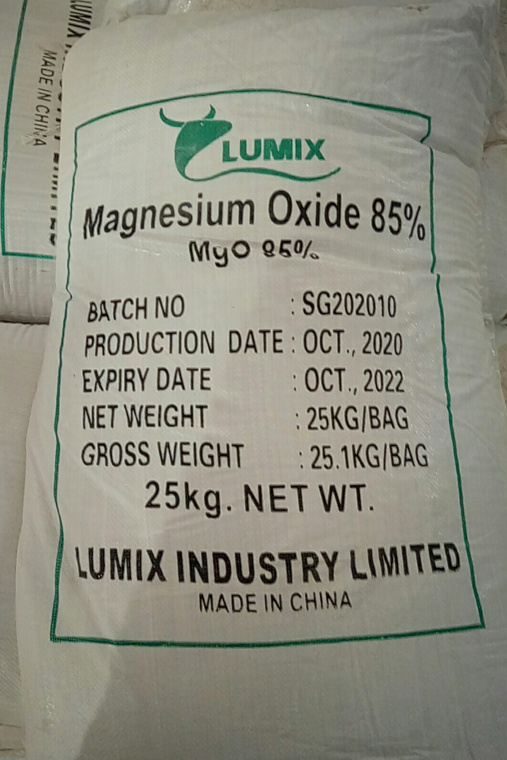 LUMIX
Magnesium Oxide 85%
MyO 85%
BATCH NO : SG202010
PRODUCTION DATE : OCT., 2020
EXPIRY DATE : OCT., 2022
NET WEIGHT : 25KG/BAG
GROSS WEIGHT : 25.1KG/BAG
25kg. NET WT.
LUMIX INDUSTRY LIMITED
MADE IN CHINA
MADE IN CHINA